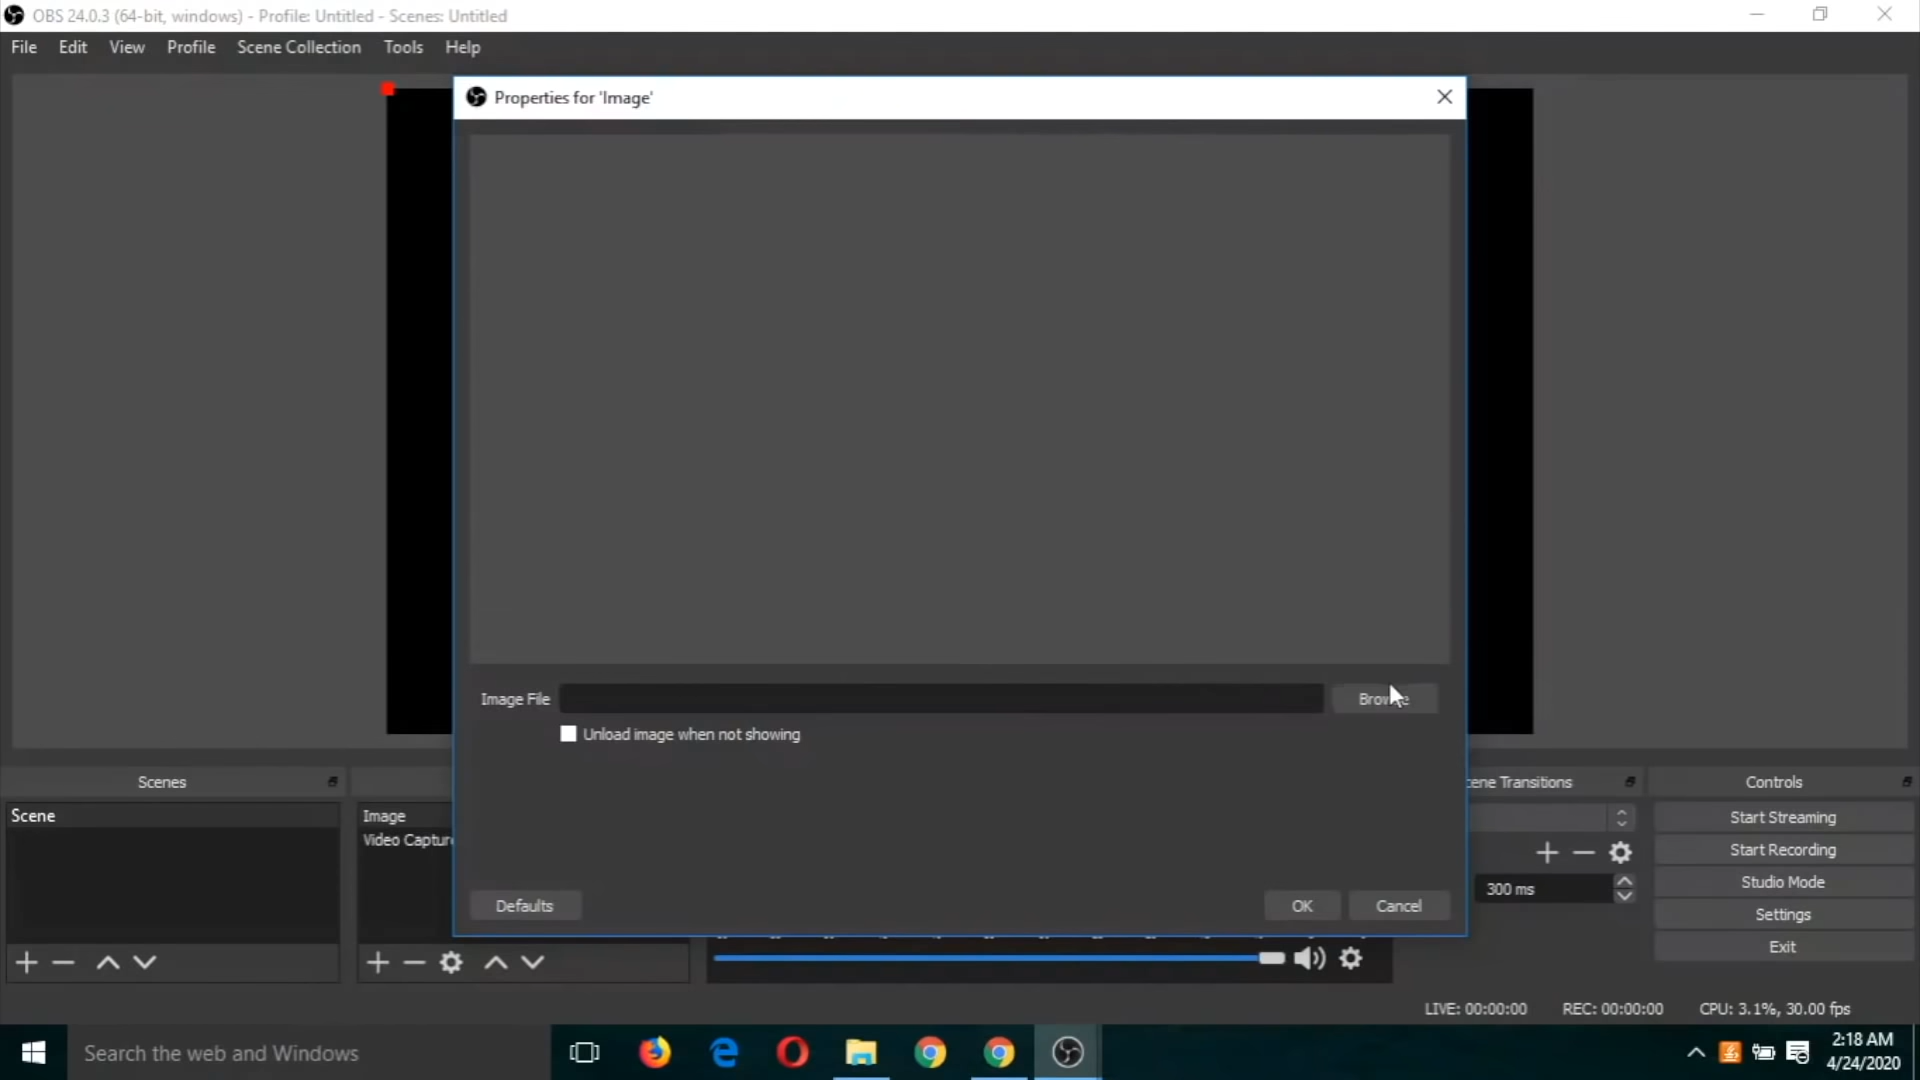 OBS 24.0.3 (64-bit, windows) - Profile: Untitled - Scenes: Untitled
File Edit View Profile Scene Collection Tools Help
Properties for 'Image'
Image File
Unload image when not showing
Defaults OK Cancel
Scenes
Scene
Image
Video Capture
Controls
Start Streaming
Start Recording
300 ms
Studio Mode
Settings
Exit
LIVE: 00:00:00 REC: 00:00:00 CPU: 3.1%, 30.00 fps
Search the web and Windows
2:18 AM
4/24/2020